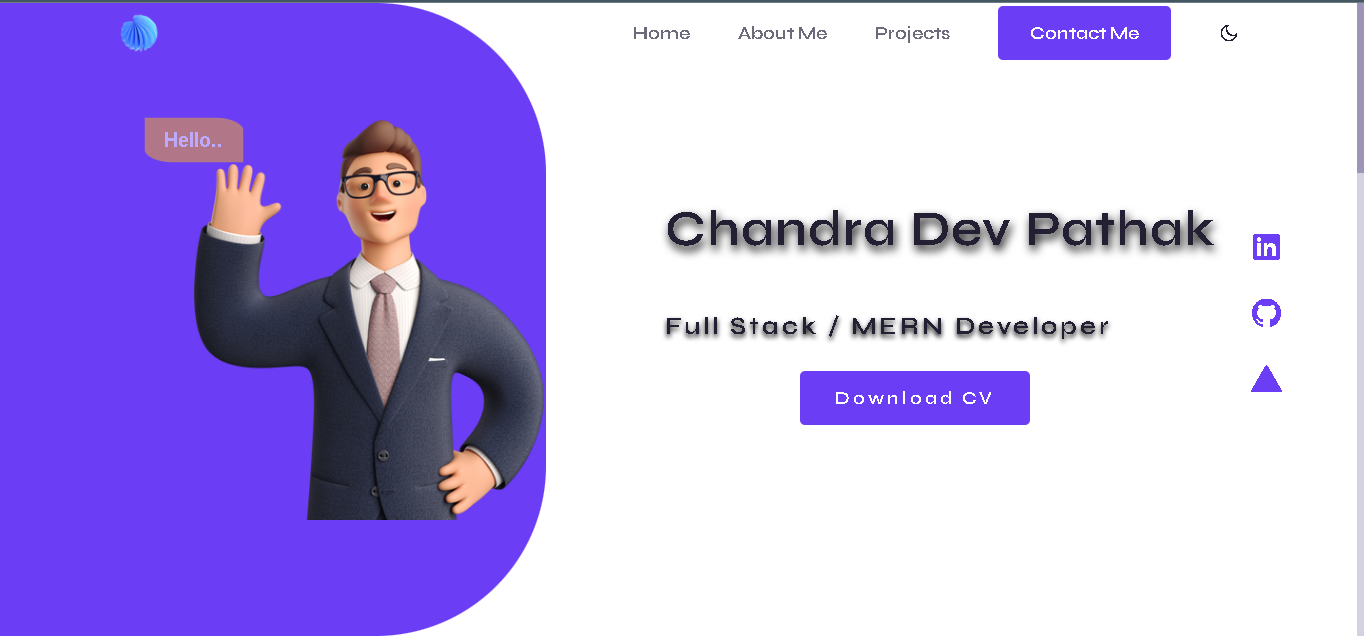 Home About Me Projects Contact Me
Hello..
Chandra Dev Pathak
in
Full Stack / MERN Developer
Download CV